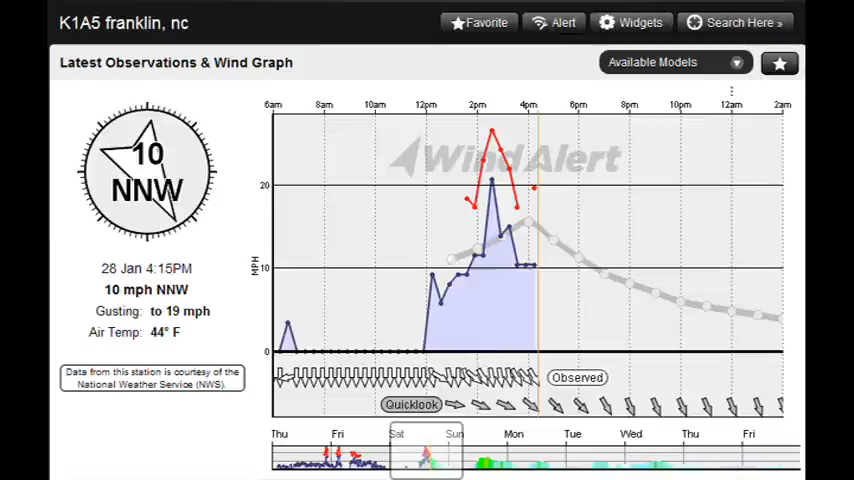 K1A5 franklin, nc
Favorite
Alert
Widgets
Search Here »
Latest Observations & Wind Graph
Available Models
6am 8am 10am 12pm 2pm 4pm 6pm 8pm 10pm 12am 2am
WindAlert
10
NNW
20
MPH
10
0
28 Jan 4:15PM
10 mph NNW
Gusting: to 19 mph
Air Temp: 44° F
Data from this station is courtesy of the
National Weather Service (NWS).
Observed
Quicklook
Thu Fri Sat Sun Mon Tue Wed Thu Fri